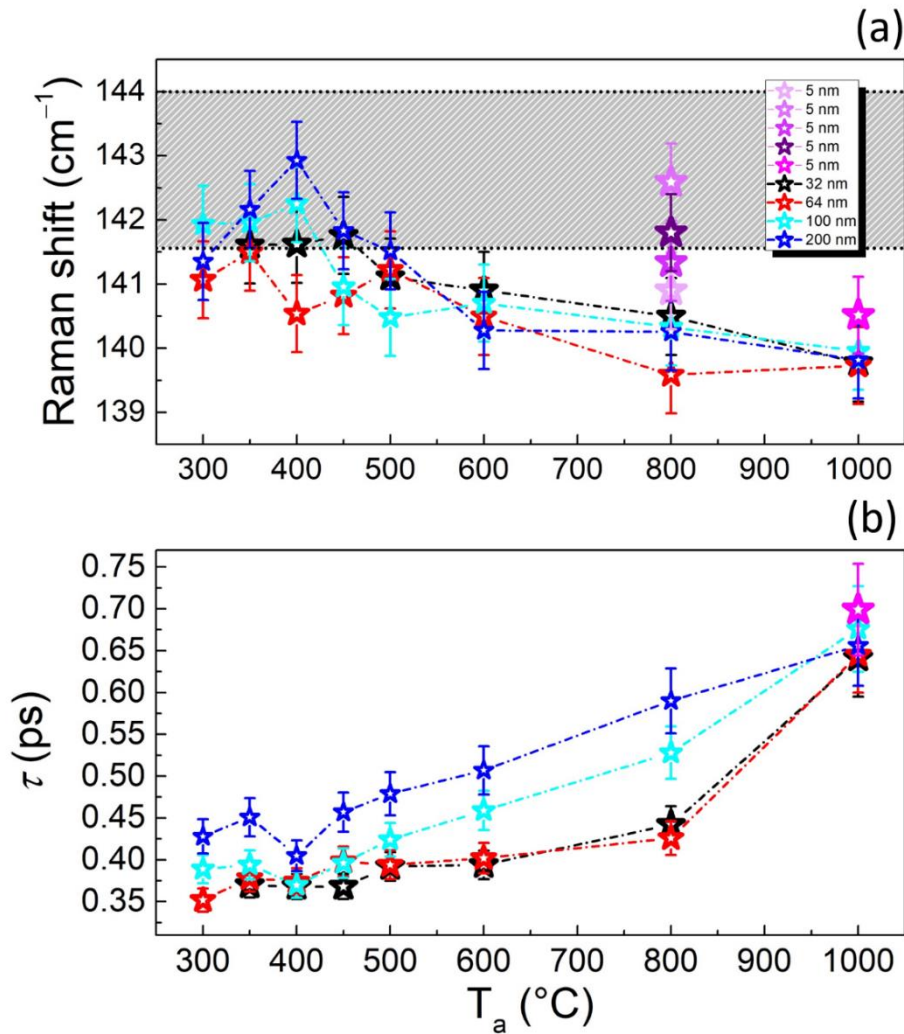 (a)
Raman shift (cm⁻¹)
144
143
142
141
140
139
5 nm
5 nm
5 nm
5 nm
5 nm
32 nm
64 nm
100 nm
200 nm
300 400 500 600 700 800 900 1000
(b)
τ (ps)
0.75
0.70
0.65
0.60
0.55
0.50
0.45
0.40
0.35
300 400 500 600 700 800 900 1000
Tₐ (°C)